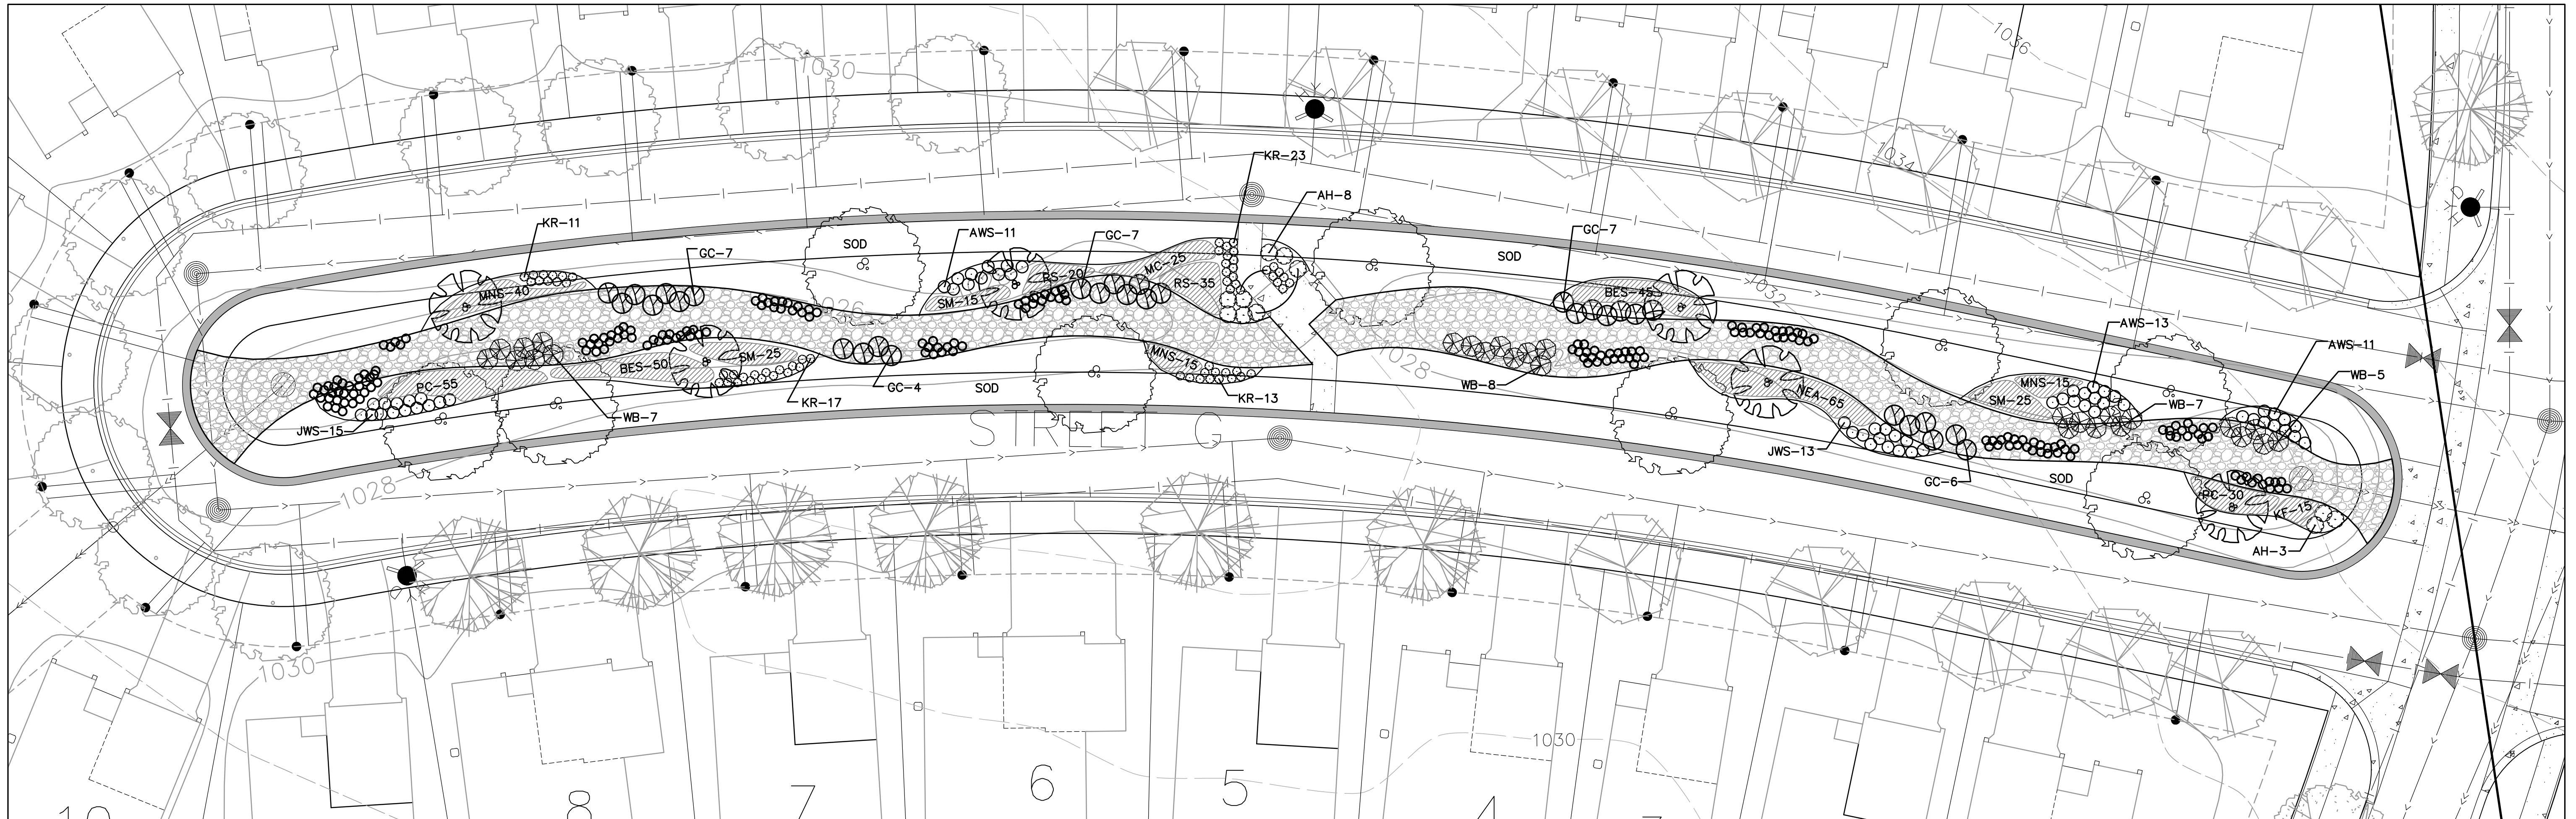 1036
1030
HYD
1034
KR-23
AH-8
KR-11
GC-7
SOD
AWS-11
GC-7
GC-7
SOD
MC-25
RS-20
RS-35
SM-15
MNS-40
1026
BES-45
1032
AWS-13
AWS-11
WB-5
MNS-15
SM-25
WB-7
PC-55
BES-50
SM-25
MNS-15
1028
WB-8
NEA-65
JWS-15
WB-7
KR-17
GC-4
SOD
KR-13
STREET G
JWS-13
GC-6
SOD
PC-30
KF-15
AH-3
1028
HYD
1030
1030
10
8
7
6
5
4
3